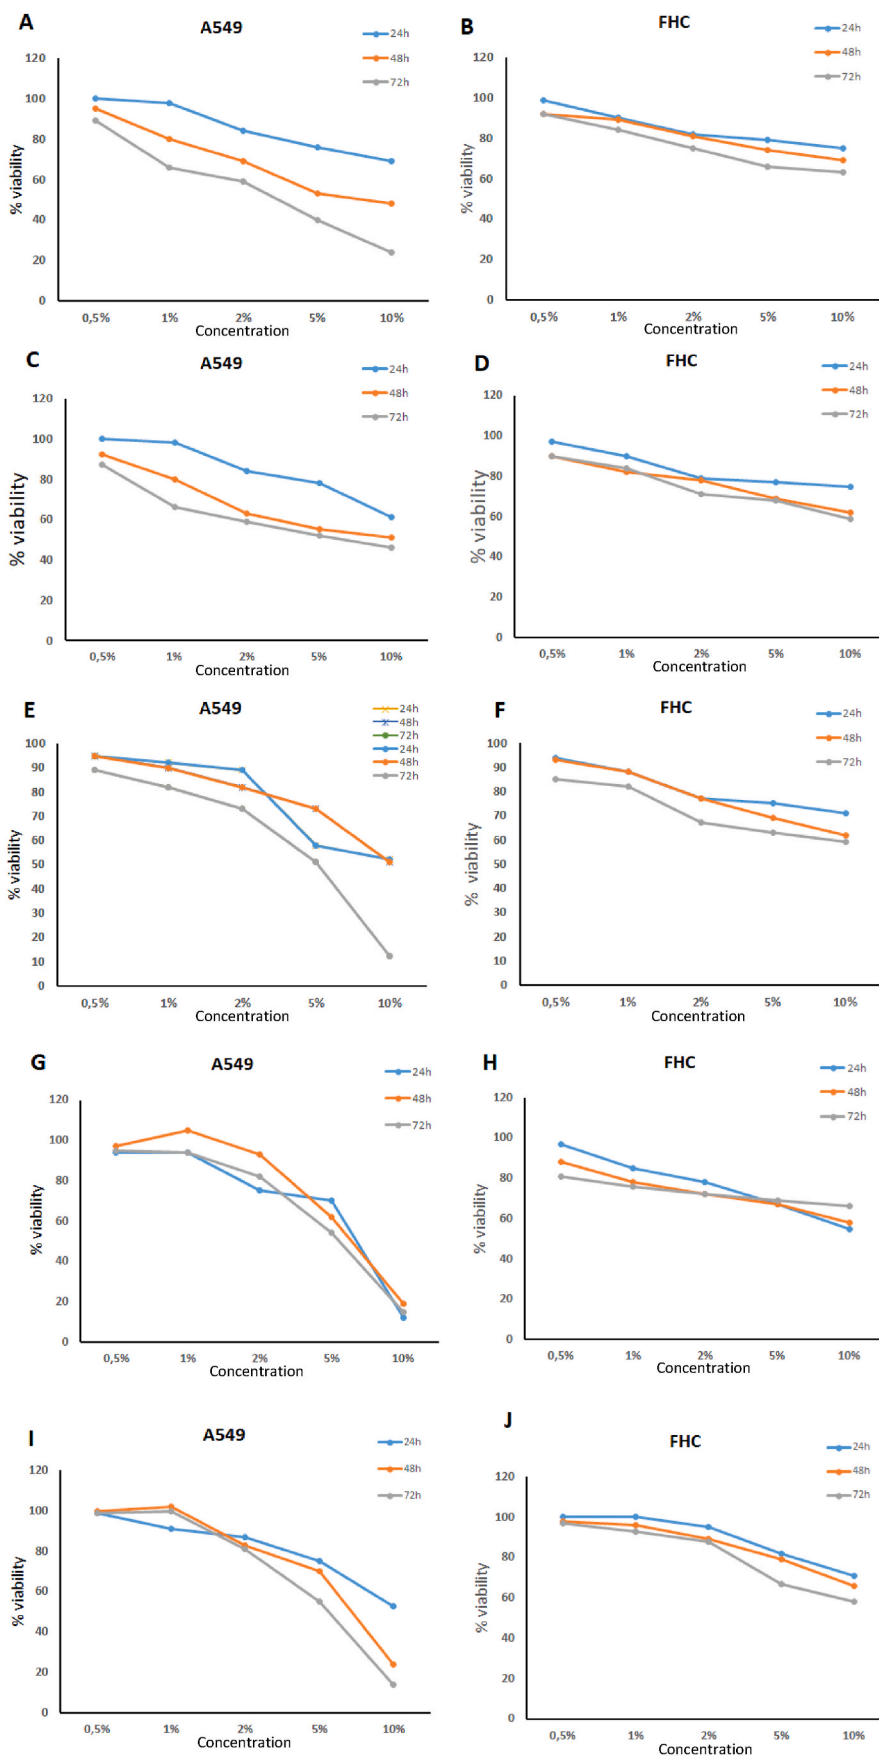 A
A549
24h
48h
72h
120
100
80
60
40
20
0
% viability
0,5% 1% 2% 5% 10%
Concentration
B
FHC
24h
48h
72h
120
100
80
60
40
20
0
% viability
0,5% 1% 2% 5% 10%
Concentration
C
A549
24h
48h
72h
120
100
80
60
40
20
0
% viability
0,5% 1% 2% 5% 10%
Concentration
D
FHC
24h
48h
72h
120
100
80
60
40
20
0
% viability
0,5% 1% 2% 5% 10%
Concentration
E
A549
24h
48h
72h
24h
48h
72h
100
90
80
70
60
50
40
30
20
10
0
% viability
0,5% 1% 2% 5% 10%
Concentration
F
FHC
24h
48h
72h
100
90
80
70
60
50
40
30
20
10
0
% viability
0,5% 1% 2% 5% 10%
Concentration
G
A549
24h
48h
72h
120
100
80
60
40
20
0
% viability
0,5% 1% 2% 5% 10%
Concentration
H
FHC
24h
48h
72h
120
100
80
60
40
20
0
% viability
0,5% 1% 2% 5% 10%
Concentration
I
A549
24h
48h
72h
120
100
80
60
40
20
0
% viability
0,5% 1% 2% 5% 10%
Concentration
J
FHC
24h
48h
72h
120
100
80
60
40
20
0
% viability
0,5% 1% 2% 5% 10%
Concentration